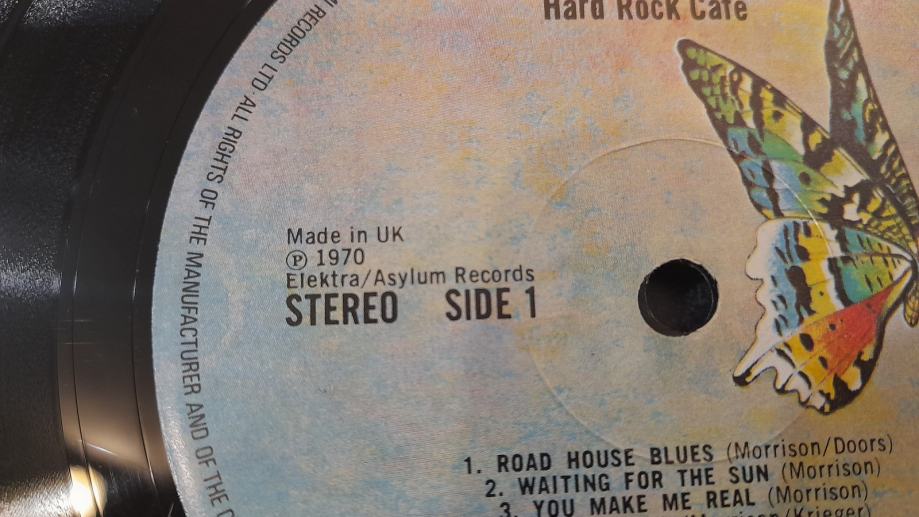 Hard Rock Cafe
RECORDS LTD· ALL RIGHTS OF THE MANUFACTURER AND OF THE
Made in UK
℗ 1970
Elektra/Asylum Records
STEREO SIDE 1
1. ROAD HOUSE BLUES (Morrison/Doors)
2. WAITING FOR THE SUN (Morrison)
3. YOU MAKE ME REAL (Morrison)
Morrison/Krieger)